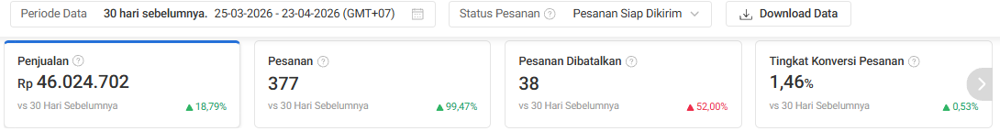 Periode Data 30 hari sebelumnya. 25-03-2026 - 23-04-2026 (GMT+07) Status Pesanan ? Pesanan Siap Dikirim Download Data
Penjualan ?
Rp 46.024.702
vs 30 Hari Sebelumnya ▲ 18,79%
Pesanan ?
377
vs 30 Hari Sebelumnya ▲ 99,47%
Pesanan Dibatalkan ?
38
vs 30 Hari Sebelumnya ▲ 52,00%
Tingkat Konversi Pesanan ?
1,46%
vs 30 Hari Sebelumnya ▲ 0,53%